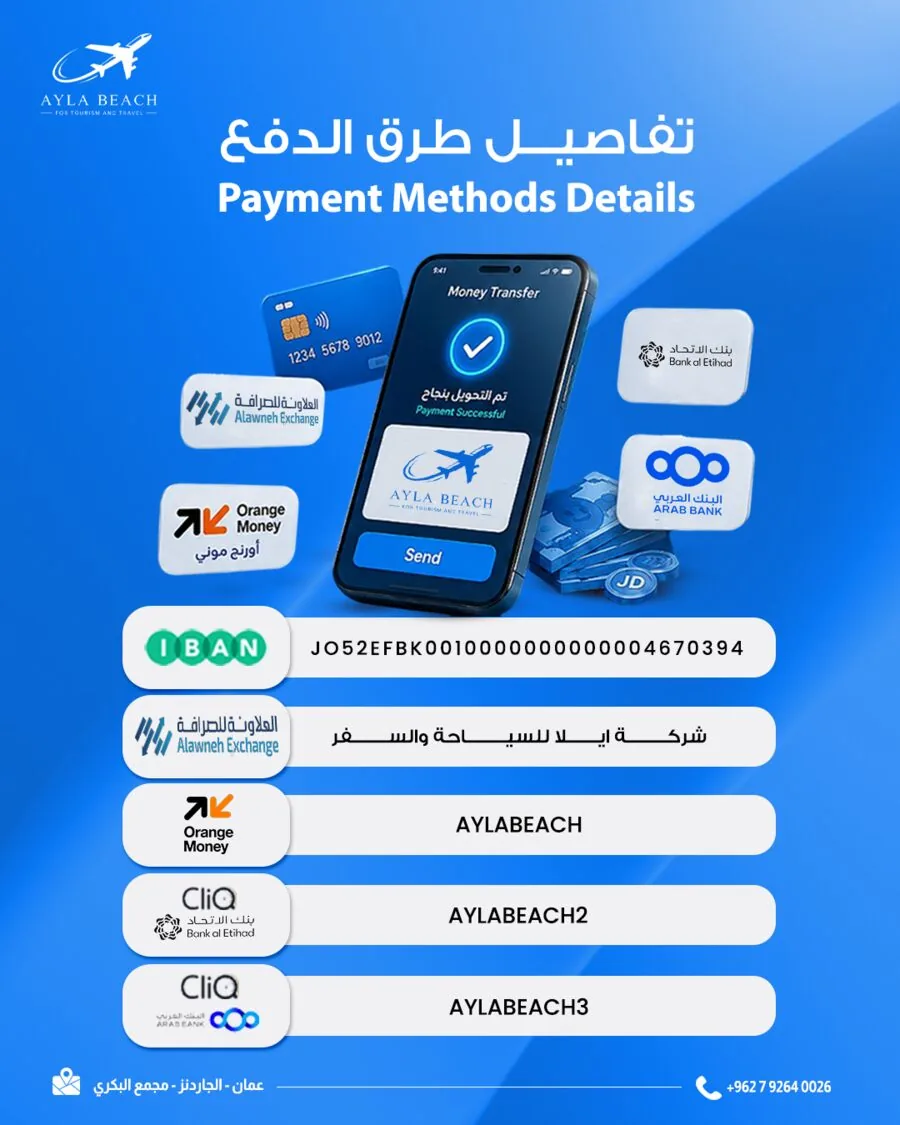 AYLA BEACH
FOR TOURISM AND TRAVEL
تفاصيل طرق الدفع
Payment Methods Details
9:41
Money Transfer
1234 5678 9012
تم التحويل بنجاح
Payment Successful
AYLA BEACH
FOR TOURISM AND TRAVEL
Send
العلاونة للصرافة
Alawneh Exchange
Orange
Money
أورنج موني
بنك الاتحاد
Bank al Etihad
البنك العربي
ARAB BANK
JD
IBAN
JO52EFBK0010000000000004670394
العلاونة للصرافة
Alawneh Exchange
شركة ايلا للسياحة والسفر
Orange
Money
AYLABEACH
CliQ
بنك الاتحاد
Bank al Etihad
AYLABEACH2
CliQ
البنك العربي
ARAB BANK
AYLABEACH3
عمان - الجاردنز - مجمع البكري
+962 7 9264 0026